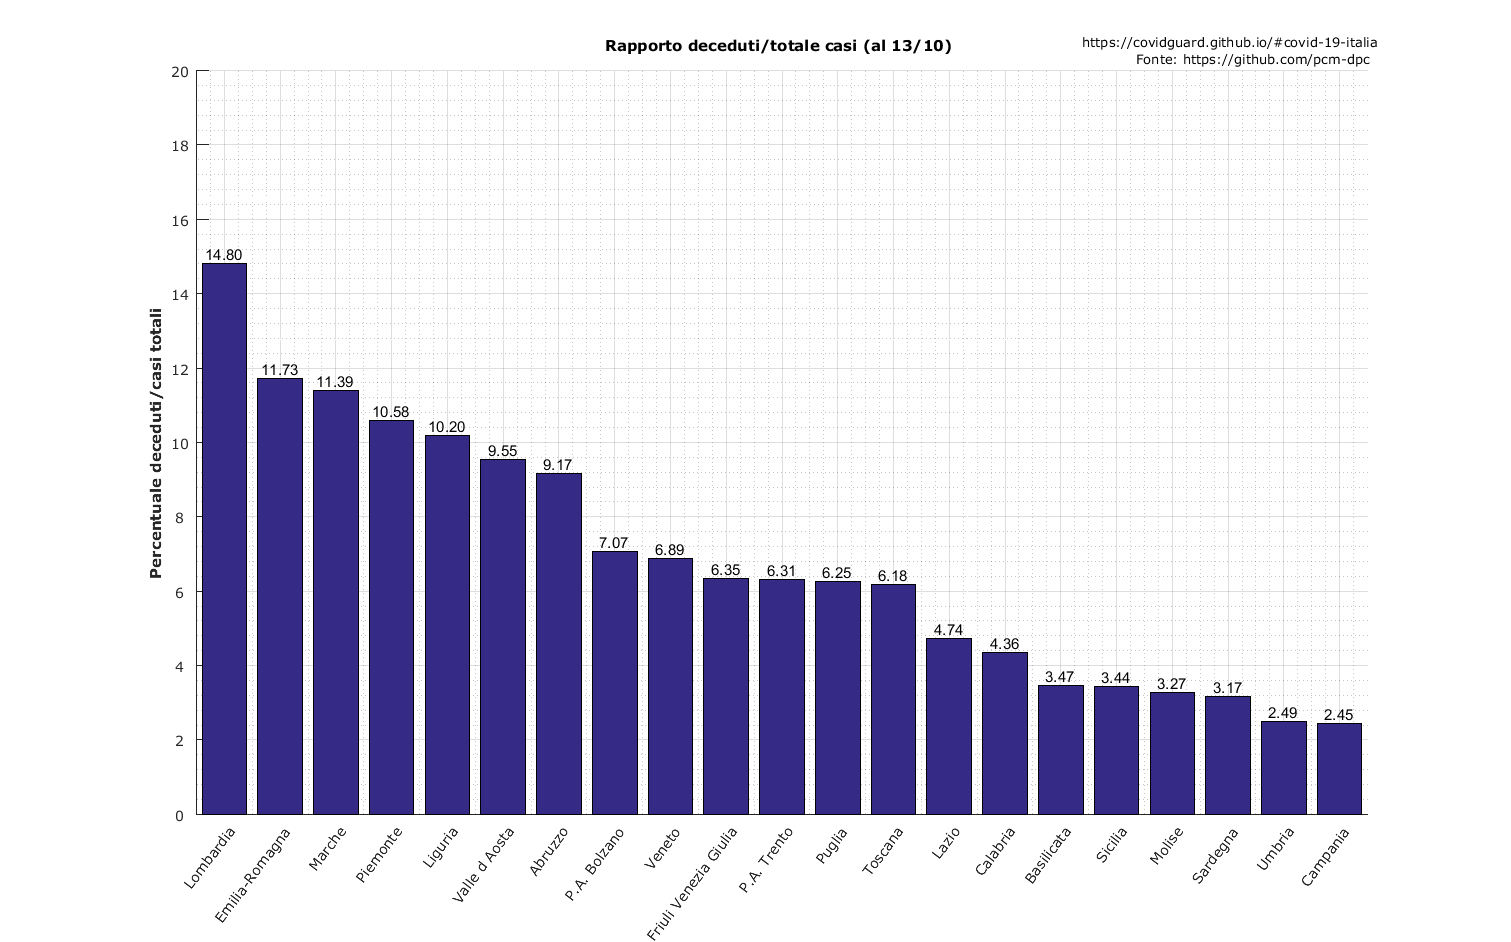 Rapporto deceduti/totale casi (al 13/10)
https://covidguard.github.io/#covid-19-italia
Fonte: https://github.com/pcm-dpc
Percentuale deceduti/casi totali
20
18
16
14
12
10
8
6
4
2
0
14.80
11.73
11.39
10.58
10.20
9.55
9.17
7.07
6.89
6.35
6.31
6.25
6.18
4.74
4.36
3.47
3.44
3.27
3.17
2.49
2.45
Lombardia
Emilia-Romagna
Marche
Piemonte
Liguria
Valle d Aosta
Abruzzo
P.A. Bolzano
Veneto
Friuli Venezia Giulia
P.A. Trento
Puglia
Toscana
Lazio
Calabria
Basilicata
Sicilia
Molise
Sardegna
Umbria
Campania